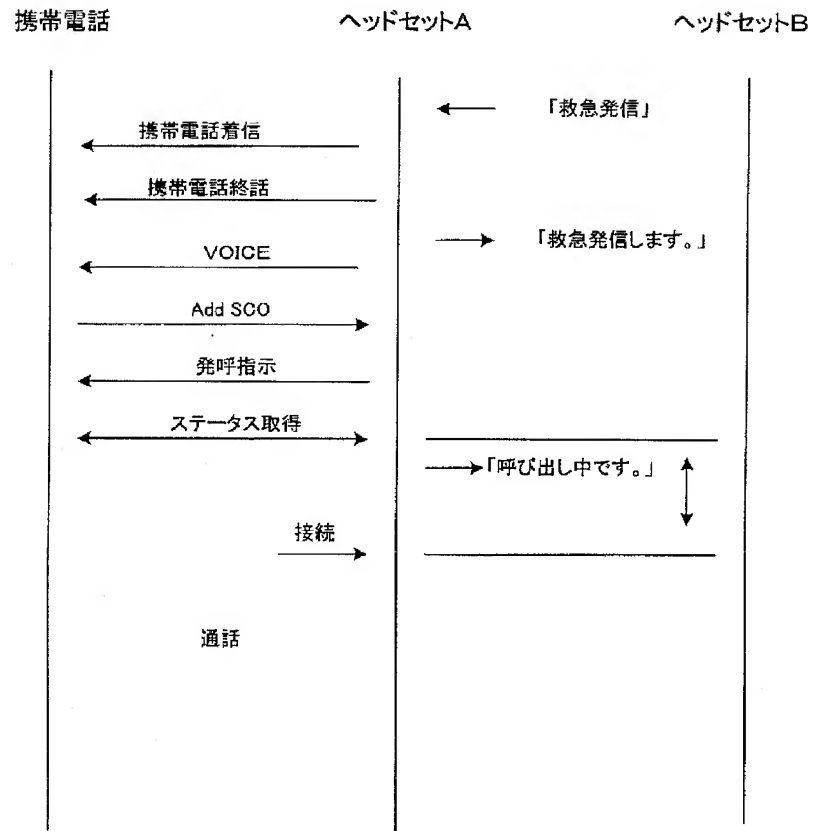 携帯電話 ヘッドセットA ヘッドセットB
「救急発信」
携帯電話着信
携帯電話終話
「救急発信します。」
VOICE
Add SCO
発呼指示
ステータス取得
「呼び出し中です。」
接続
通話